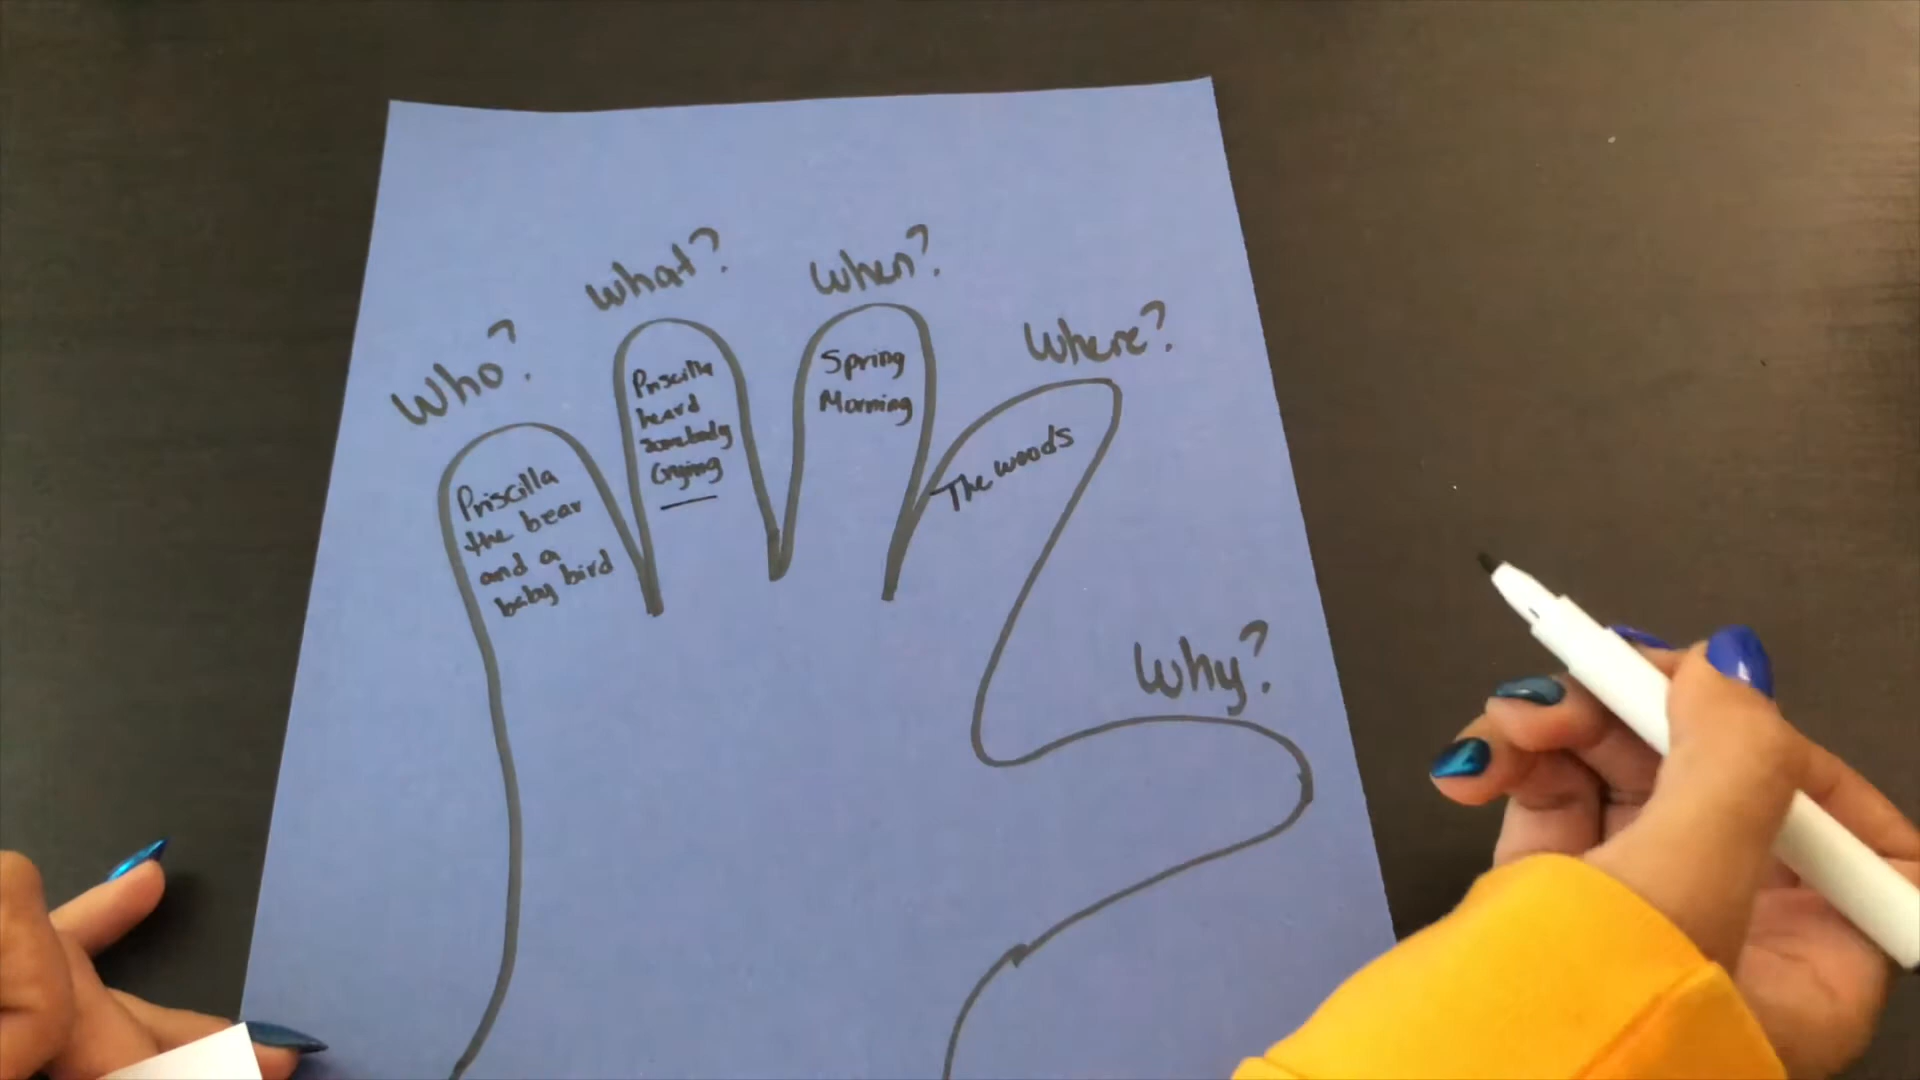 Who?
Priscilla
the bear
and a
baby bird
What?
Priscilla
heard
somebody
crying
When?
Spring
Morning
Where?
The woods
Why?